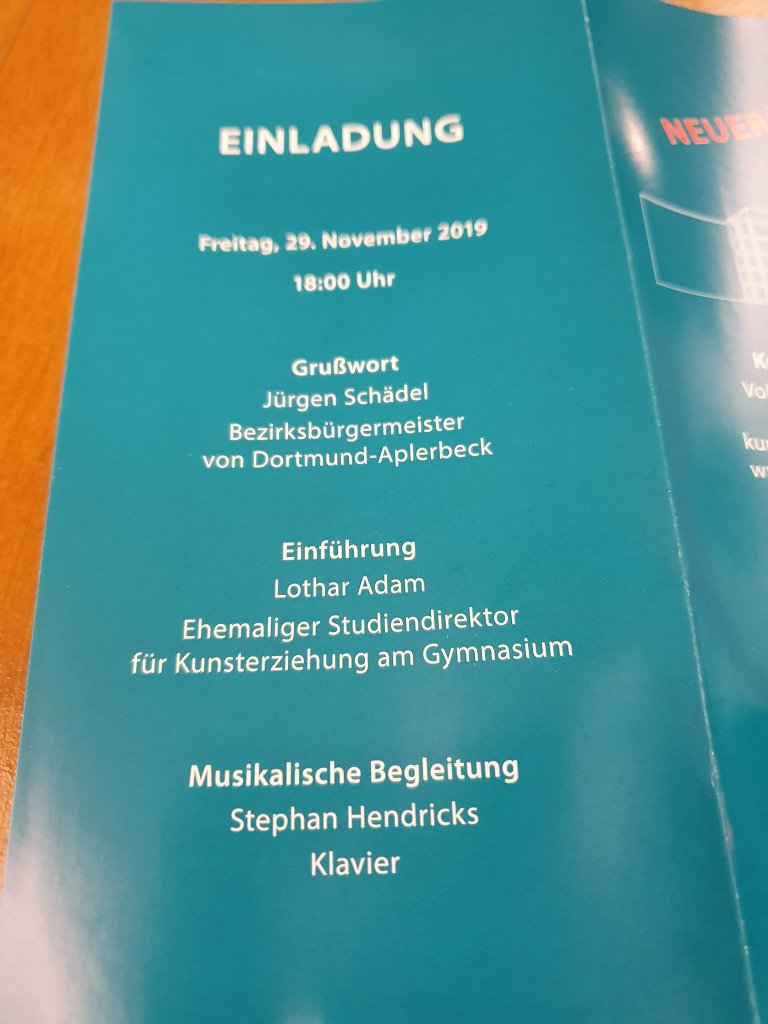 EINLADUNG
Freitag, 29. November 2019
18:00 Uhr
Grußwort
Jürgen Schädel
Bezirksbürgermeister
von Dortmund-Aplerbeck
Einführung
Lothar Adam
Ehemaliger Studiendirektor
für Kunsterziehung am Gymnasium
Musikalische Begleitung
Stephan Hendricks
Klavier
NEUER